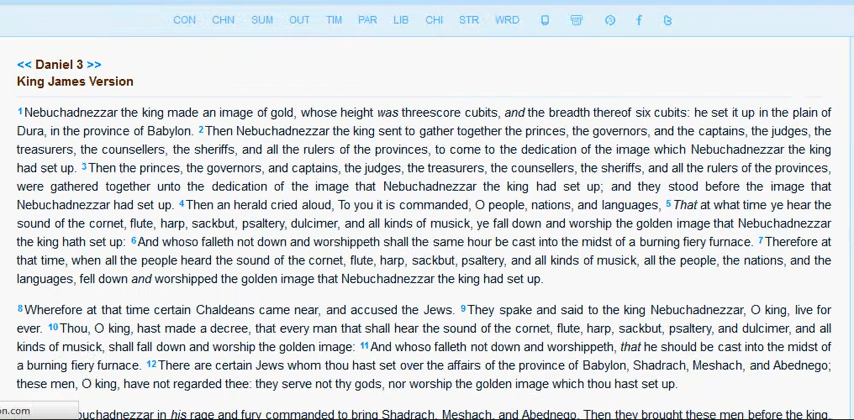 CON CHN SUM OUT TIM PAR LIB CHI STR WRD
<< Daniel 3 >>
King James Version
1Nebuchadnezzar the king made an image of gold, whose height was threescore cubits, and the breadth thereof six cubits: he set it up in the plain of
Dura, in the province of Babylon. 2Then Nebuchadnezzar the king sent to gather together the princes, the governors, and the captains, the judges, the
treasurers, the counsellers, the sheriffs, and all the rulers of the provinces, to come to the dedication of the image which Nebuchadnezzar the king
had set up. 3Then the princes, the governors, and captains, the judges, the treasurers, the counsellers, the sheriffs, and all the rulers of the provinces,
were gathered together unto the dedication of the image that Nebuchadnezzar the king had set up; and they stood before the image that
Nebuchadnezzar had set up. 4Then an herald cried aloud, To you it is commanded, O people, nations, and languages, 5That at what time ye hear the
sound of the cornet, flute, harp, sackbut, psaltery, dulcimer, and all kinds of musick, ye fall down and worship the golden image that Nebuchadnezzar
the king hath set up: 6And whoso falleth not down and worshippeth shall the same hour be cast into the midst of a burning fiery furnace. 7Therefore at
that time, when all the people heard the sound of the cornet, flute, harp, sackbut, psaltery, and all kinds of musick, all the people, the nations, and the
languages, fell down and worshipped the golden image that Nebuchadnezzar the king had set up.
8Wherefore at that time certain Chaldeans came near, and accused the Jews. 9They spake and said to the king Nebuchadnezzar, O king, live for
ever. 10Thou, O king, hast made a decree, that every man that shall hear the sound of the cornet, flute, harp, sackbut, psaltery, and dulcimer, and all
kinds of musick, shall fall down and worship the golden image: 11And whoso falleth not down and worshippeth, that he should be cast into the midst of
a burning fiery furnace. 12There are certain Jews whom thou hast set over the affairs of the province of Babylon, Shadrach, Meshach, and Abednego;
these men, O king, have not regarded thee: they serve not thy gods, nor worship the golden image which thou hast set up.
on.com
uchadnezzar in his rage and fury commanded to bring Shadrach, Meshach, and Abednego. Then they brought these men before the king.